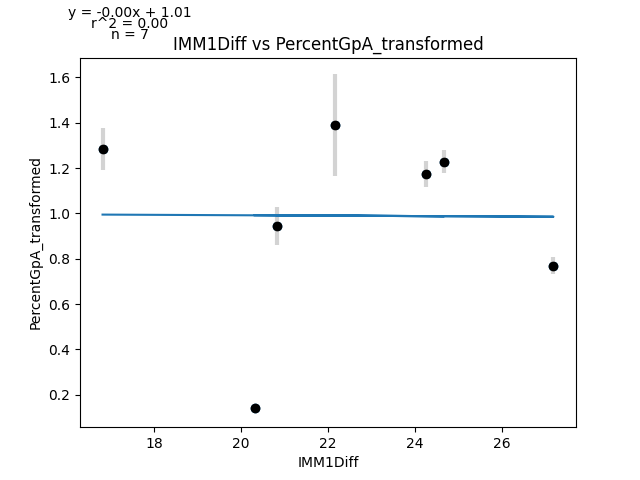 y = -0.00x + 1.01
r^2 = 0.00
n = 7
IMM1Diff vs PercentGpA_transformed
PercentGpA_transformed
1.6
1.4
1.2
1.0
0.8
0.6
0.4
0.2
18
20
22
24
26
IMM1Diff